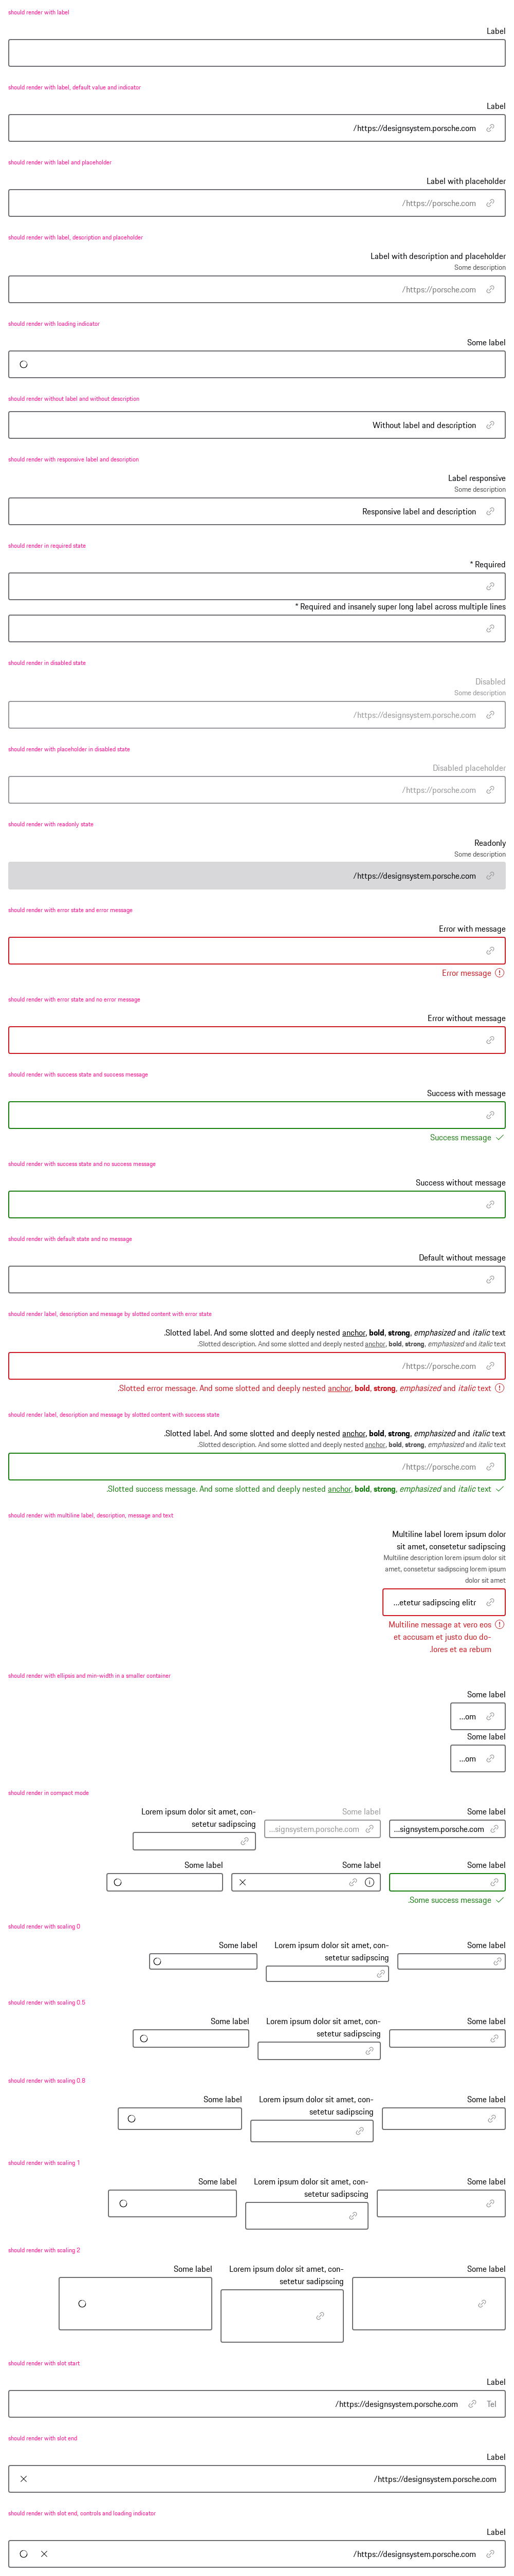 should render with label
Label
should render with label, default value and indicator
Label
/https://designsystem.porsche.com
should render with label and placeholder
Label with placeholder
/https://porsche.com
should render with label, description and placeholder
Label with description and placeholder
Some description
/https://porsche.com
should render with loading indicator
Some label
should render without label and without description
Without label and description
should render with responsive label and description
Label responsive
Some description
Responsive label and description
should render in required state
* Required
* Required and insanely super long label across multiple lines
should render in disabled state
Disabled
Some description
/https://designsystem.porsche.com
should render with placeholder in disabled state
Disabled placeholder
/https://porsche.com
should render with readonly state
Readonly
Some description
/https://designsystem.porsche.com
should render with error state and error message
Error with message
Error message
should render with error state and no error message
Error without message
should render with success state and success message
Success with message
Success message
should render with success state and no success message
Success without message
should render with default state and no message
Default without message
should render label, description and message by slotted content with error state
.Slotted label. And some slotted and deeply nested anchor, bold, strong, emphasized and italic text
.Slotted description. And some slotted and deeply nested anchor, bold, strong, emphasized and italic text
/https://porsche.com
.Slotted error message. And some slotted and deeply nested anchor, bold, strong, emphasized and italic text
should render label, description and message by slotted content with success state
.Slotted label. And some slotted and deeply nested anchor, bold, strong, emphasized and italic text
.Slotted description. And some slotted and deeply nested anchor, bold, strong, emphasized and italic text
/https://porsche.com
.Slotted success message. And some slotted and deeply nested anchor, bold, strong, emphasized and italic text
should render with multiline label, description, message and text
Multiline label lorem ipsum dolor
sit amet, consetetur sadipscing
Multiline description lorem ipsum dolor sit
amet, consetetur sadipscing lorem ipsum
dolor sit amet
...etetur sadipscing elitr
Multiline message at vero eos
et accusam et justo duo do-
.lores et ea rebum
should render with ellipsis and min-width in a smaller container
Some label
...om
Some label
...om
should render in compact mode
Lorem ipsum dolor sit amet, con-
setetur sadipscing
Some label
...signsystem.porsche.com
Some label
...signsystem.porsche.com
Some label
Some label
Some label
.Some success message
should render with scaling 0
Some label
Lorem ipsum dolor sit amet, con-
setetur sadipscing
Some label
should render with scaling 0.5
Some label
Lorem ipsum dolor sit amet, con-
setetur sadipscing
Some label
should render with scaling 0.8
Some label
Lorem ipsum dolor sit amet, con-
setetur sadipscing
Some label
should render with scaling 1
Some label
Lorem ipsum dolor sit amet, con-
setetur sadipscing
Some label
should render with scaling 2
Some label
Lorem ipsum dolor sit amet, con-
setetur sadipscing
Some label
should render with slot start
Label
/https://designsystem.porsche.com
Tel
should render with slot end
Label
/https://designsystem.porsche.com
should render with slot end, controls and loading indicator
Label
/https://designsystem.porsche.com